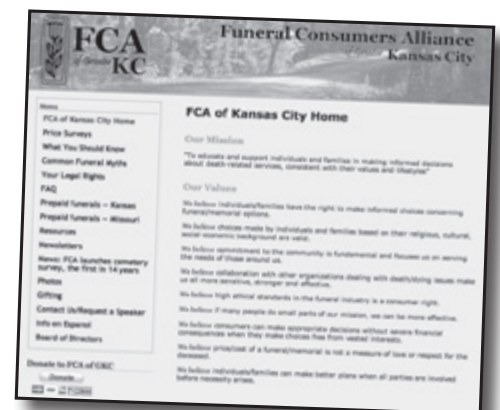 FCA
of Greater
KC
Funeral Consumers Alliance
Kansas City
Home
FCA of Kansas City Home
Price Surveys
What You Should Know
Common Funeral Myths
Your Legal Rights
FAQ
Prepaid funerals – Kansas
Prepaid funerals – Missouri
Resources
Newsletters
News: FCA launches cemetery
survey, the first in 14 years
Photos
Gifting
Contact Us/Request a Speaker
Info en Espanol
Board of Directors
Donate to FCA of GKC
Donate
FCA of Kansas City Home
Our Mission
"To educate and support individuals and families in making informed decisions
about death-related services, consistent with their values and lifestyles"
Our Values
We believe individuals/families have the right to make informed choices concerning
funeral/memorial options.
We believe choices made by individuals and families based on their religious, cultural,
social economic background are valid.
We believe commitment to the community is fundamental and focuses us on serving
the needs of those around us.
We believe collaboration with other organizations dealing with death/dying issues make
us all more sensitive, stronger and effective.
We believe high ethical standards in the funeral industry is a consumer right.
We believe if many people do small parts of our mission, we can be more effective.
We believe consumers can make appropriate decisions without severe financial
consequences when they make choices free from vested interests.
We believe price/cost of a funeral/memorial is not a measure of love or respect for the
deceased.
We believe individuals/families can make better plans when all parties are involved
before necessity arises.